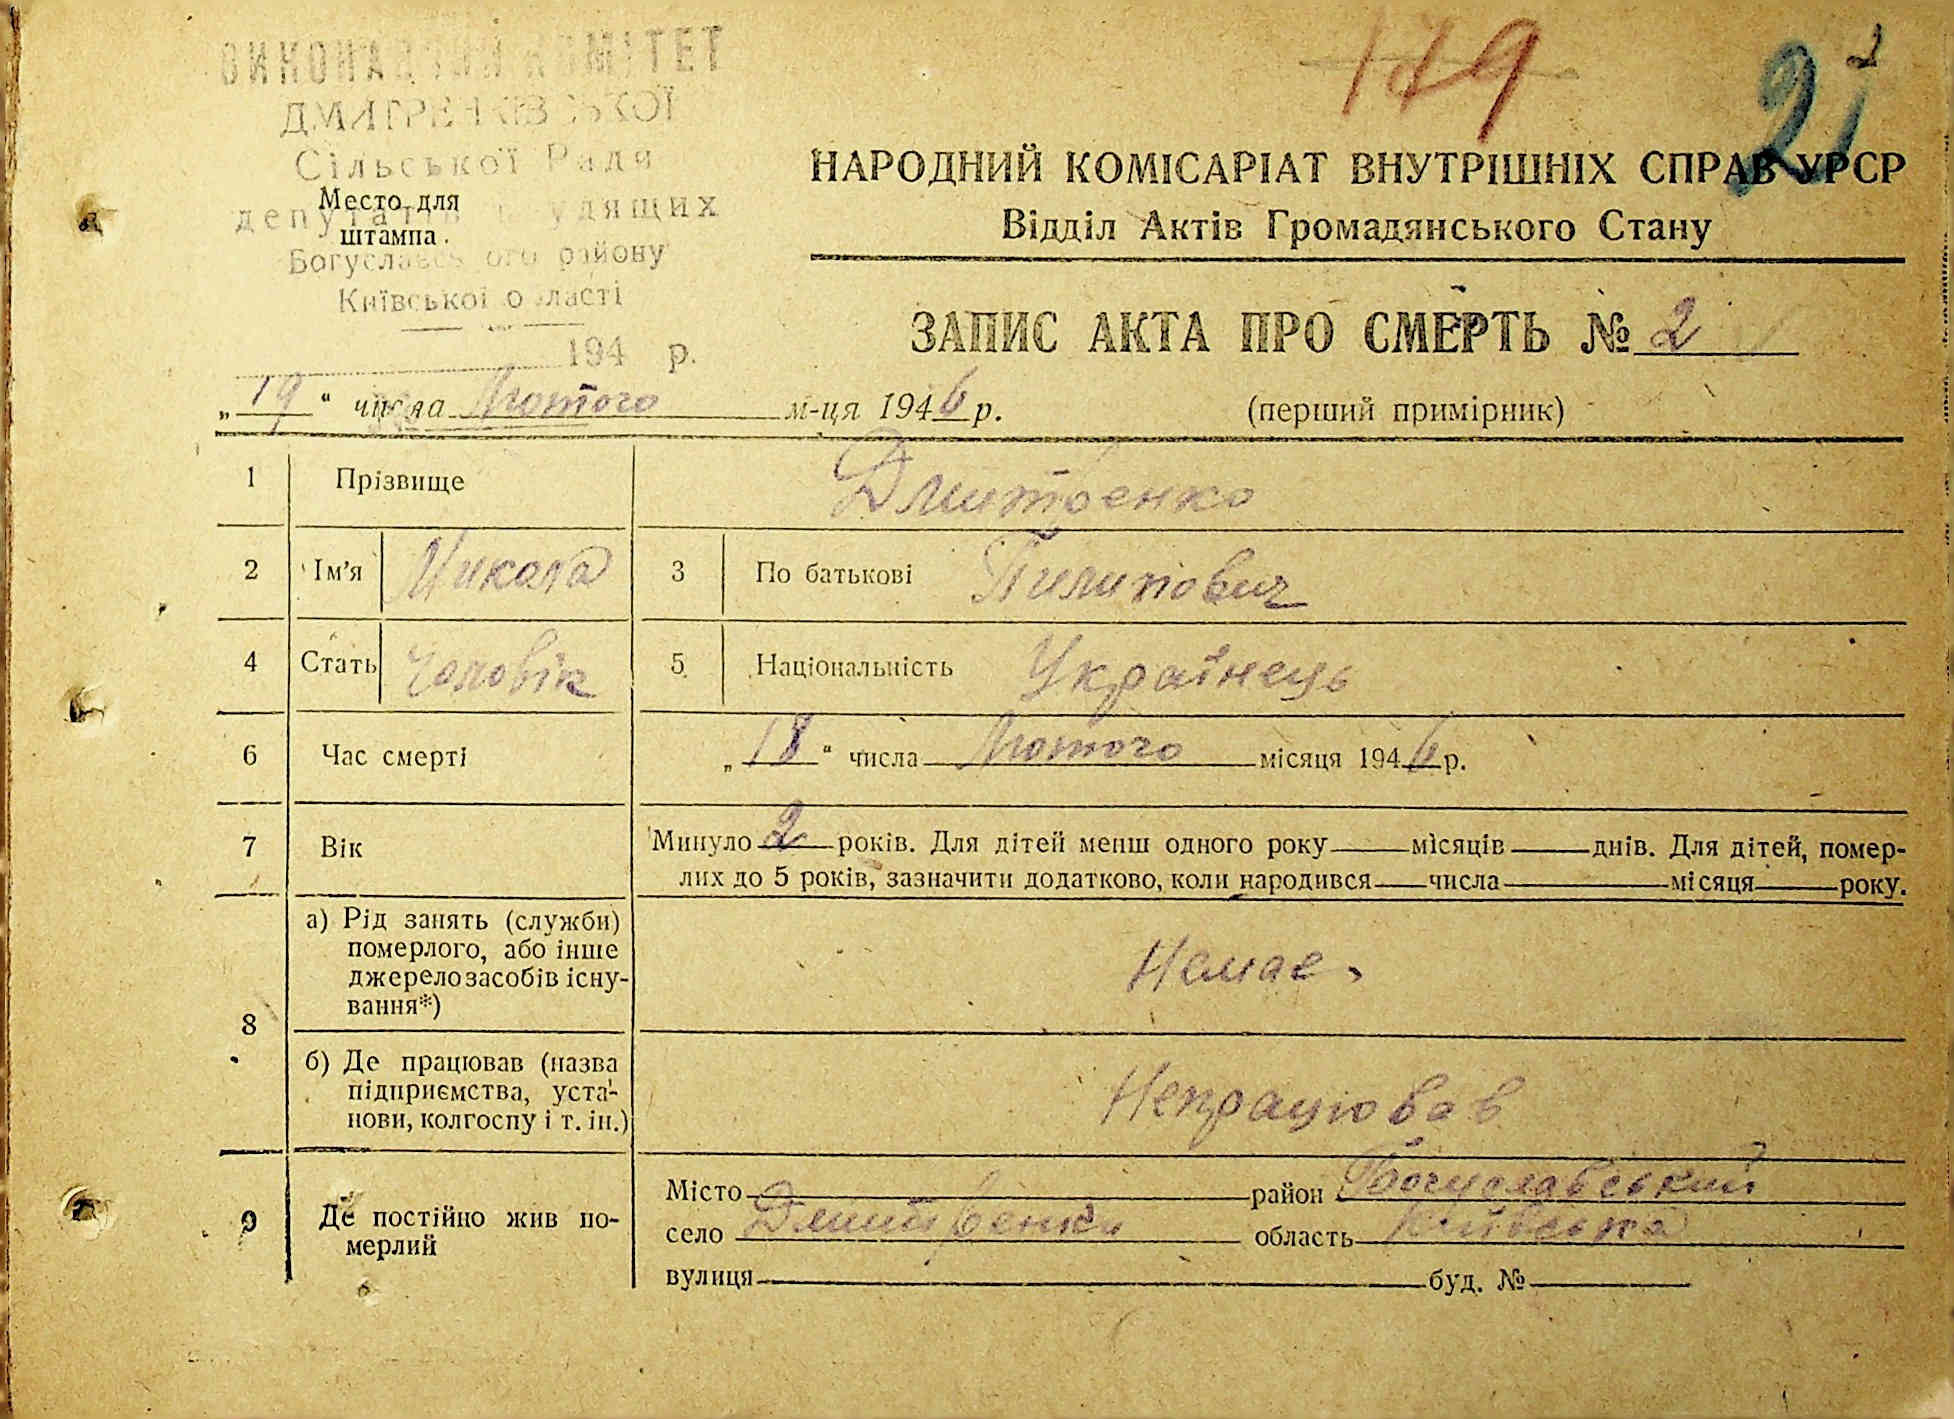 179
2
2
ВИКОНАВЧИЙ КОМІТЕТ
ДМИТРЕНКІВСЬКОЇ
Сільської Ради
депутатів трудящих
Богуславського району
Київської області
Место для
штампа.
194 р.
НАРОДНИЙ КОМІСАРІАТ ВНУТРІШНІХ СПРАВ УРСР
Відділ Актів Громадянського Стану
ЗАПИС АКТА ПРО СМЕРТЬ № 2
„19“ числа Лютого м-ця 1946 р.
(перший примірник)
1 Прізвище Дмитренко
2 Ім'я Микола 3 По батькові Пилипович
4 Стать Чоловік 5 Національність Українець
6 Час смерті „18“ числа Лютого місяця 1946 р.
7 Вік Минуло 2 років. Для дітей менш одного року місяців днів. Для дітей, помер-
лих до 5 років, зазначити додатково, коли народився числа місяця року.
8 а) Рід занять (служби)
померлого, або інше
джерело засобів існу-
вання*) Немає
б) Де працював (назва
підприємства, уста-
нови, колгоспу і т. ін.) Непрацював
9 Де постійно жив по-
мерлий
Місто район Богуславський
село Дмитренки область Київська
вулиця буд. №